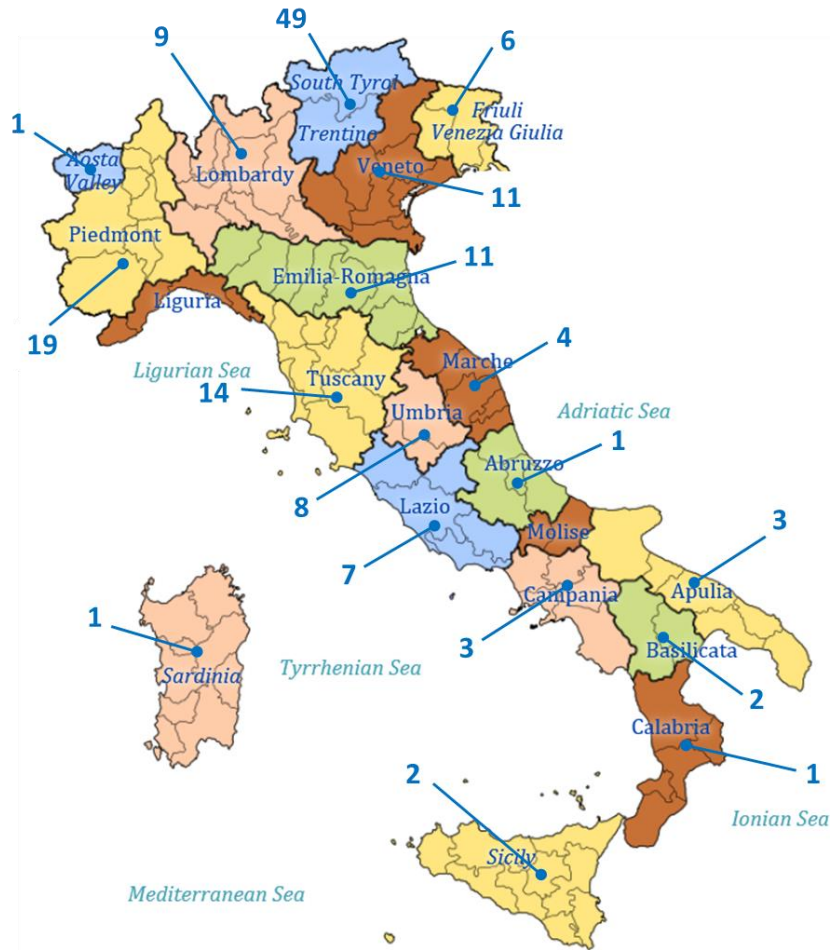 49
9
6
South Tyrol
1
Friuli
Venezia Giulia
Trentino
Aosta
Valley
Lombardy
Veneto
11
Piedmont
11
Emilia-Romagna
Liguria
19
4
Ligurian Sea
Marche
Tuscany
14
Umbria
Adriatic Sea
1
Abruzzo
8
Lazio
3
Molise
7
Apulia
Campania
1
3
Basilicata
Tyrrhenian Sea
Sardinia
2
Calabria
2
1
Ionian Sea
Sicily
Mediterranean Sea